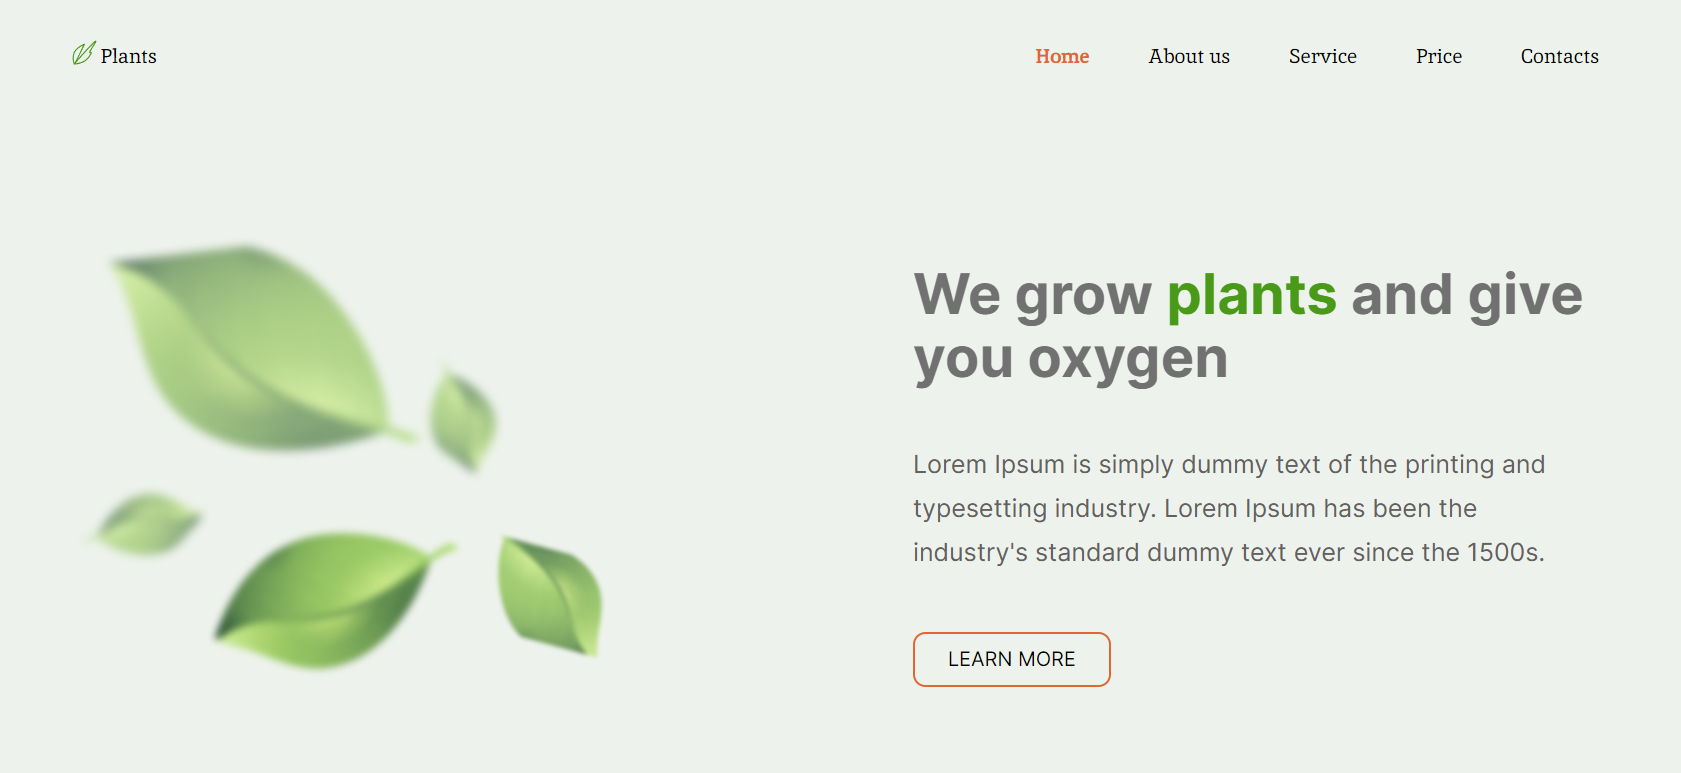 Plants
Home About us Service Price Contacts
We grow plants and give
you oxygen
Lorem Ipsum is simply dummy text of the printing and
typesetting industry. Lorem Ipsum has been the
industry's standard dummy text ever since the 1500s.
LEARN MORE